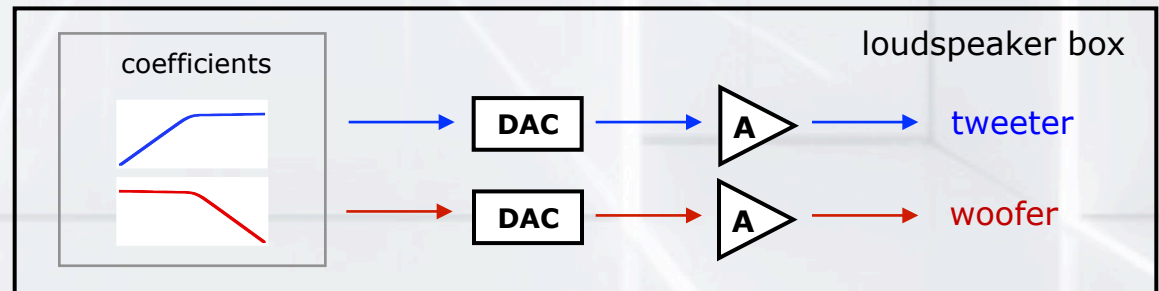 loudspeaker box
coefficients
DAC
A
tweeter
DAC
A
woofer